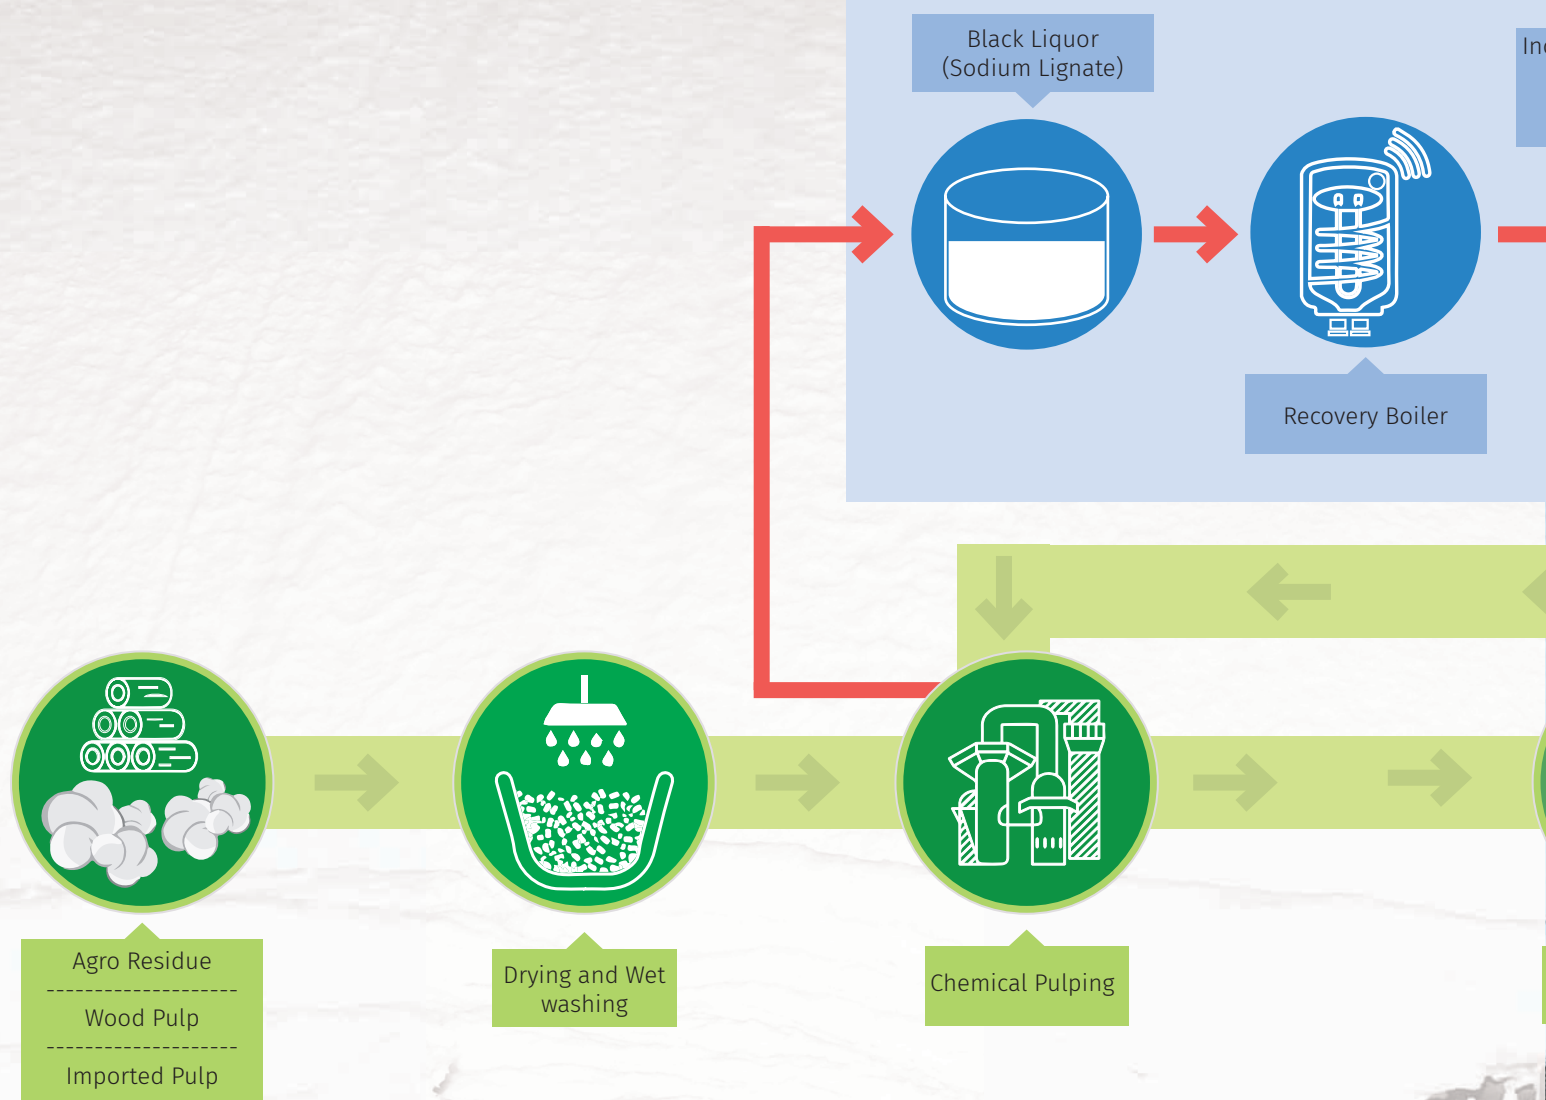 Black Liquor
(Sodium Lignate)
Recovery Boiler
Agro Residue
Wood Pulp
Imported Pulp
Drying and Wet
washing
Chemical Pulping